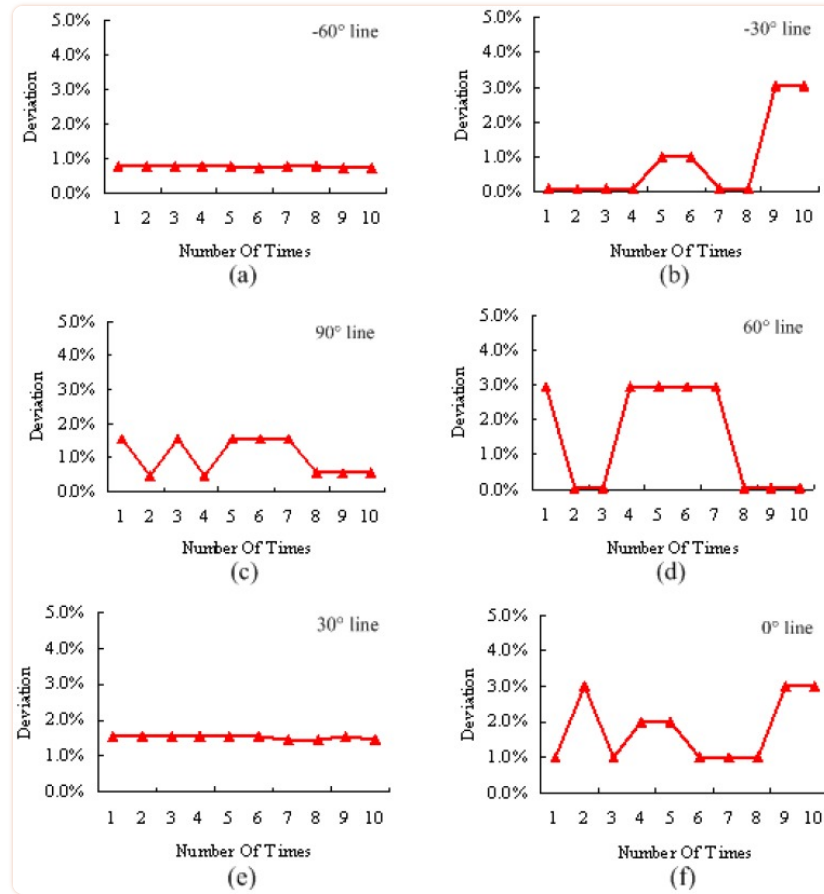 -60° line
5.0%
4.0%
3.0%
2.0%
1.0%
0.0%
Deviation
1 2 3 4 5 6 7 8 9 10
Number Of Times
(a)
-30° line
5.0%
4.0%
3.0%
2.0%
1.0%
0.0%
Deviation
1 2 3 4 5 6 7 8 9 10
Number Of Times
(b)
90° line
5.0%
4.0%
3.0%
2.0%
1.0%
0.0%
Deviation
1 2 3 4 5 6 7 8 9 10
Number Of Times
(c)
60° line
5.0%
4.0%
3.0%
2.0%
1.0%
0.0%
Deviation
1 2 3 4 5 6 7 8 9 10
Number Of Times
(d)
30° line
5.0%
4.0%
3.0%
2.0%
1.0%
0.0%
Deviation
1 2 3 4 5 6 7 8 9 10
Number Of Times
(e)
0° line
5.0%
4.0%
3.0%
2.0%
1.0%
0.0%
Deviation
1 2 3 4 5 6 7 8 9 10
Number Of Times
(f)